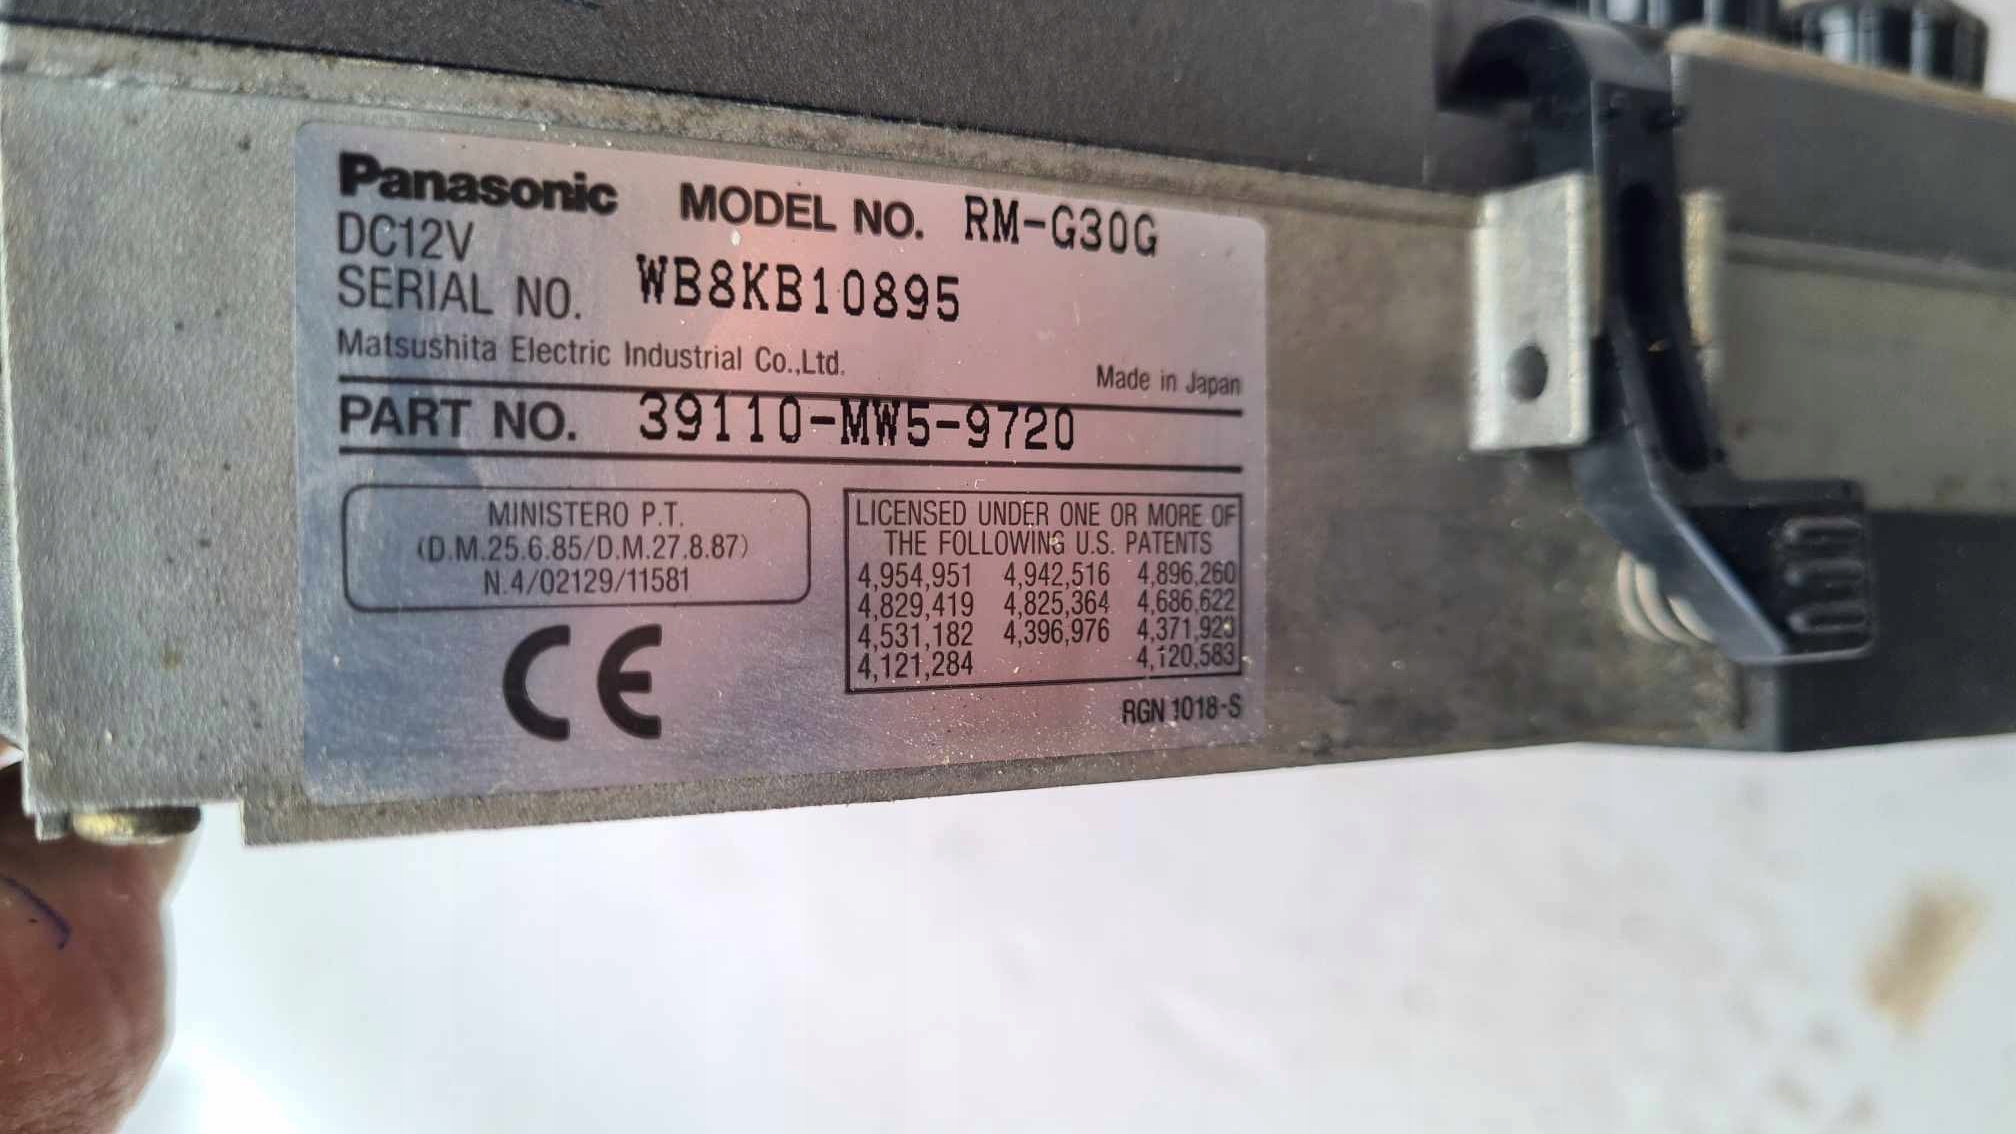 Panasonic MODEL NO. RM-G30G
DC12V
SERIAL NO. WB8KB10895
Matsushita Electric Industrial Co.,Ltd. Made in Japan
PART NO. 39110-MW5-9720
MINISTERO P.T.
(D.M.25.6.85/D.M.27.8.87)
N.4/02129/11581
CE
LICENSED UNDER ONE OR MORE OF
THE FOLLOWING U.S. PATENTS
4,954,951 4,942,516 4,896,260
4,829,419 4,825,364 4,686,622
4,531,182 4,396,976 4,371,923
4,121,284 4,120,583
RGN 1018-S